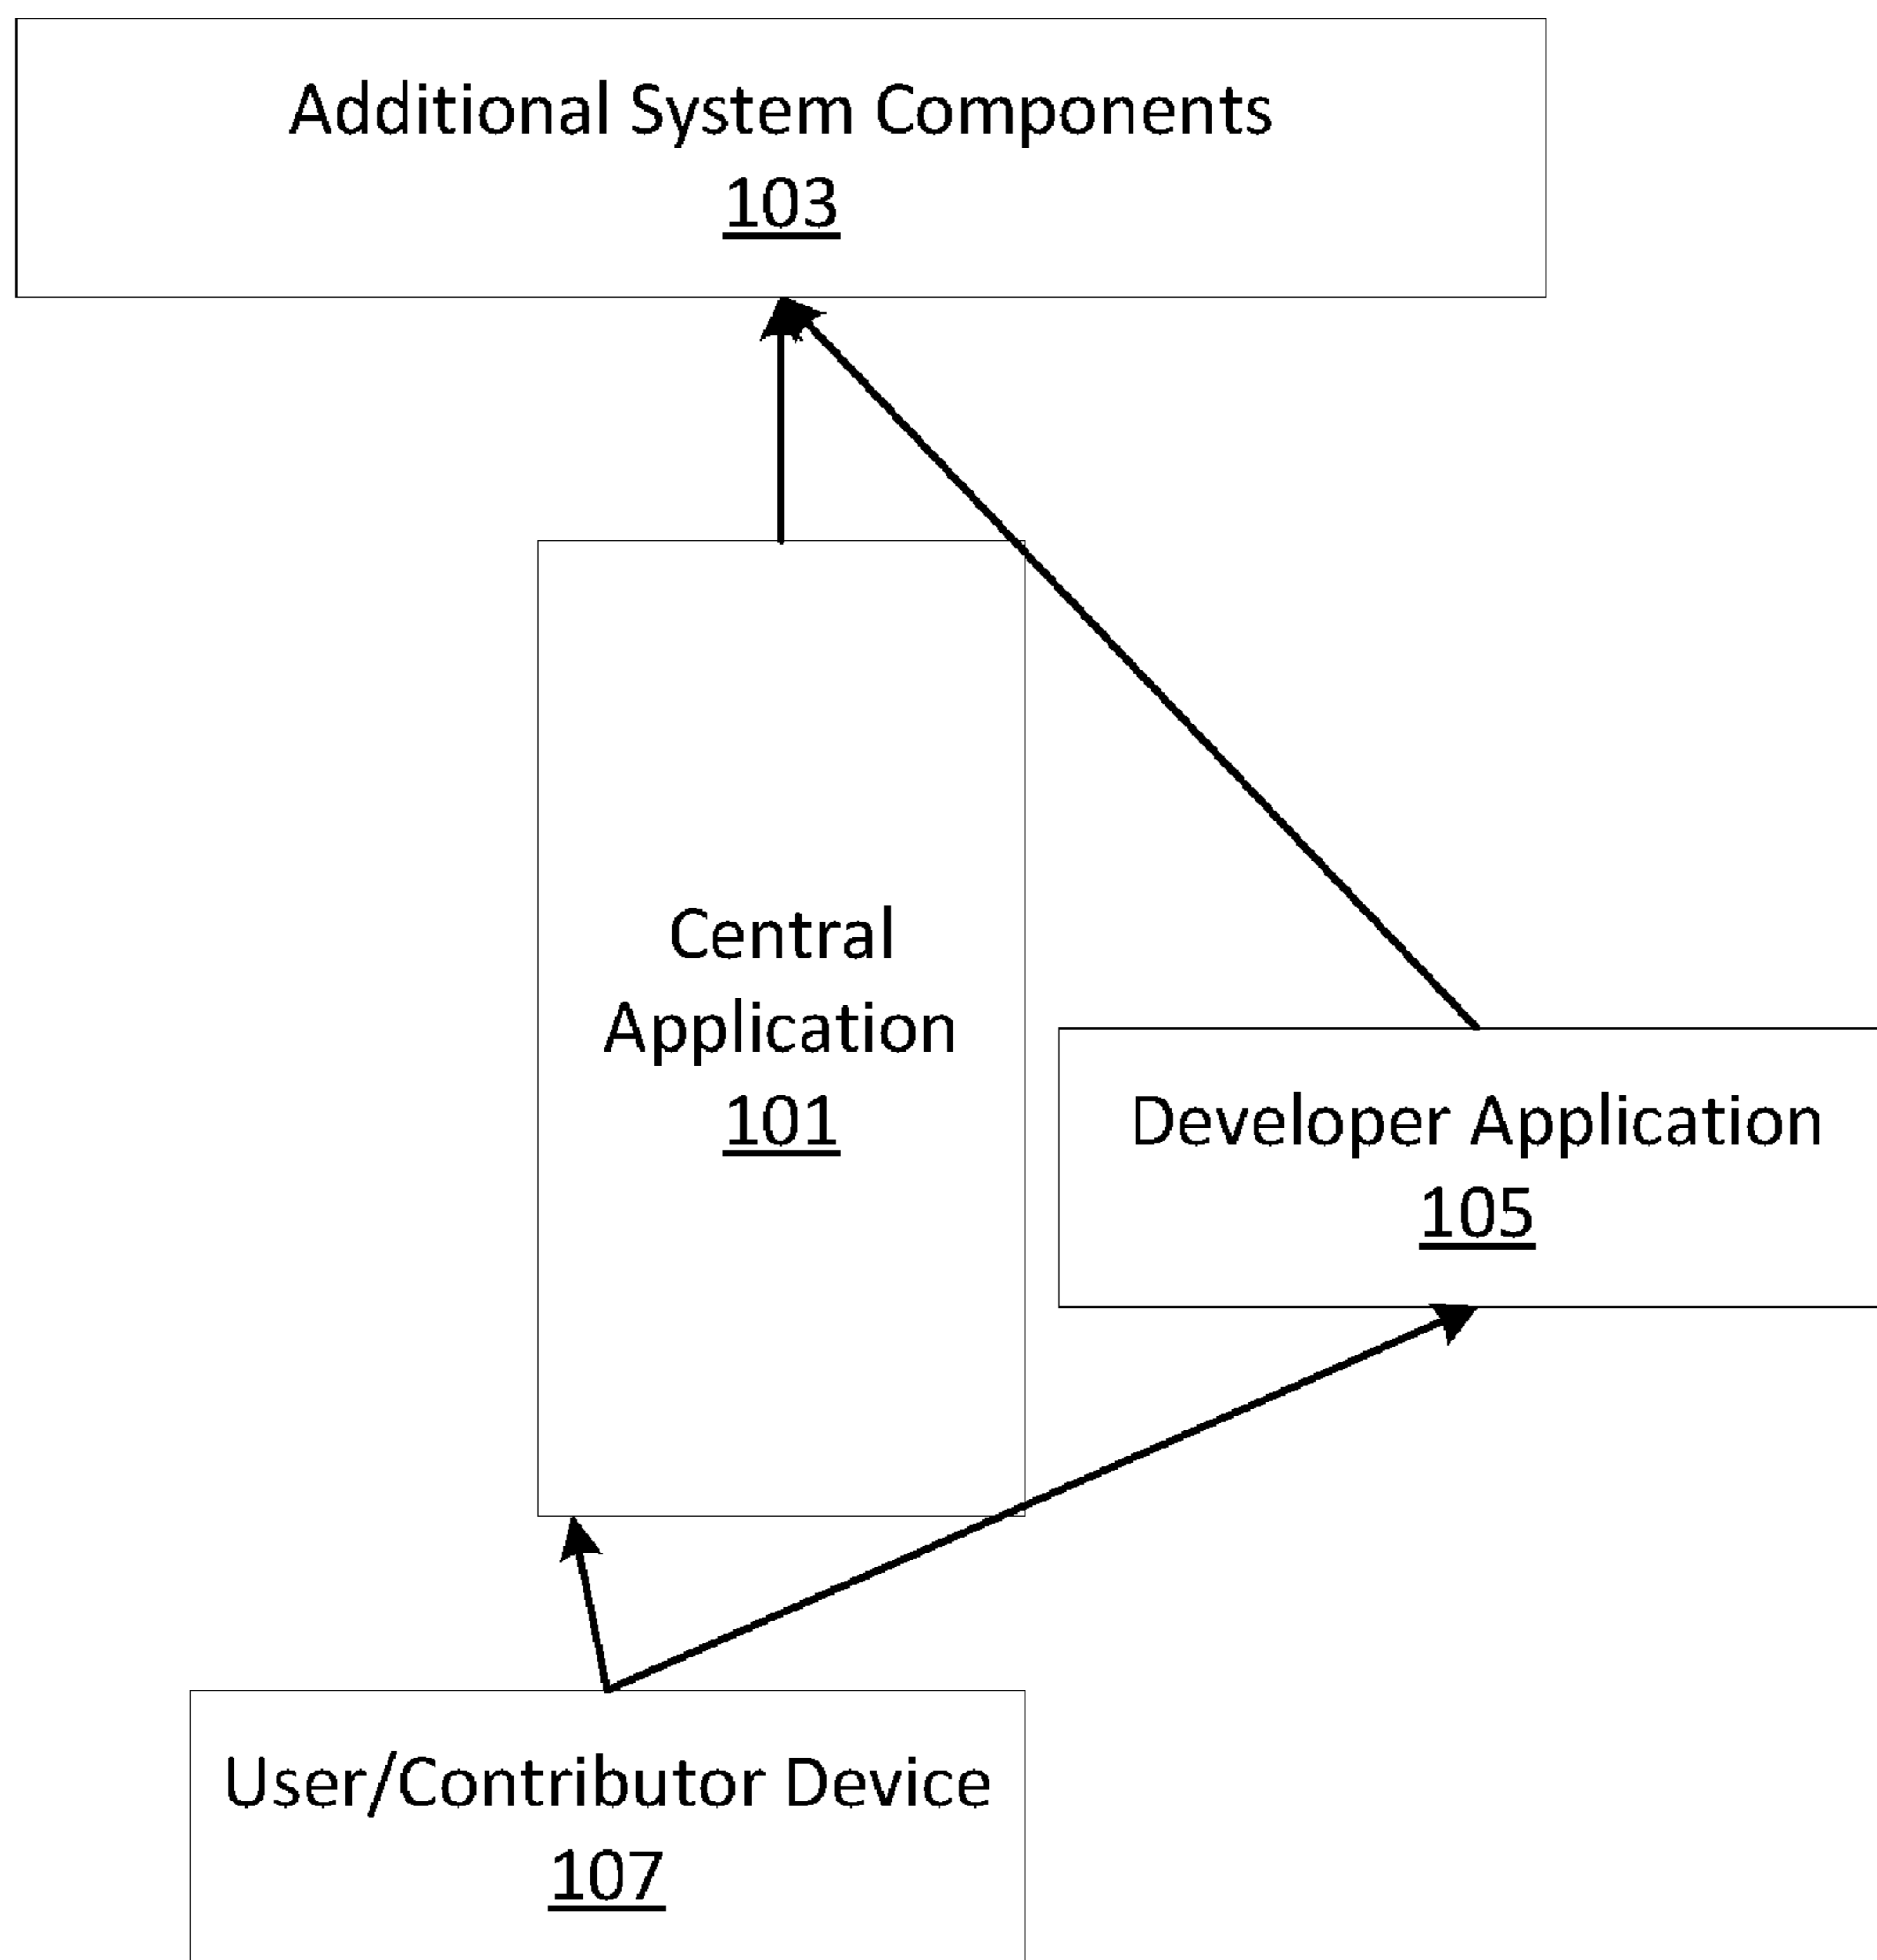 Additional System Components
103
Central
Application
101
Developer Application
105
User/Contributor Device
107